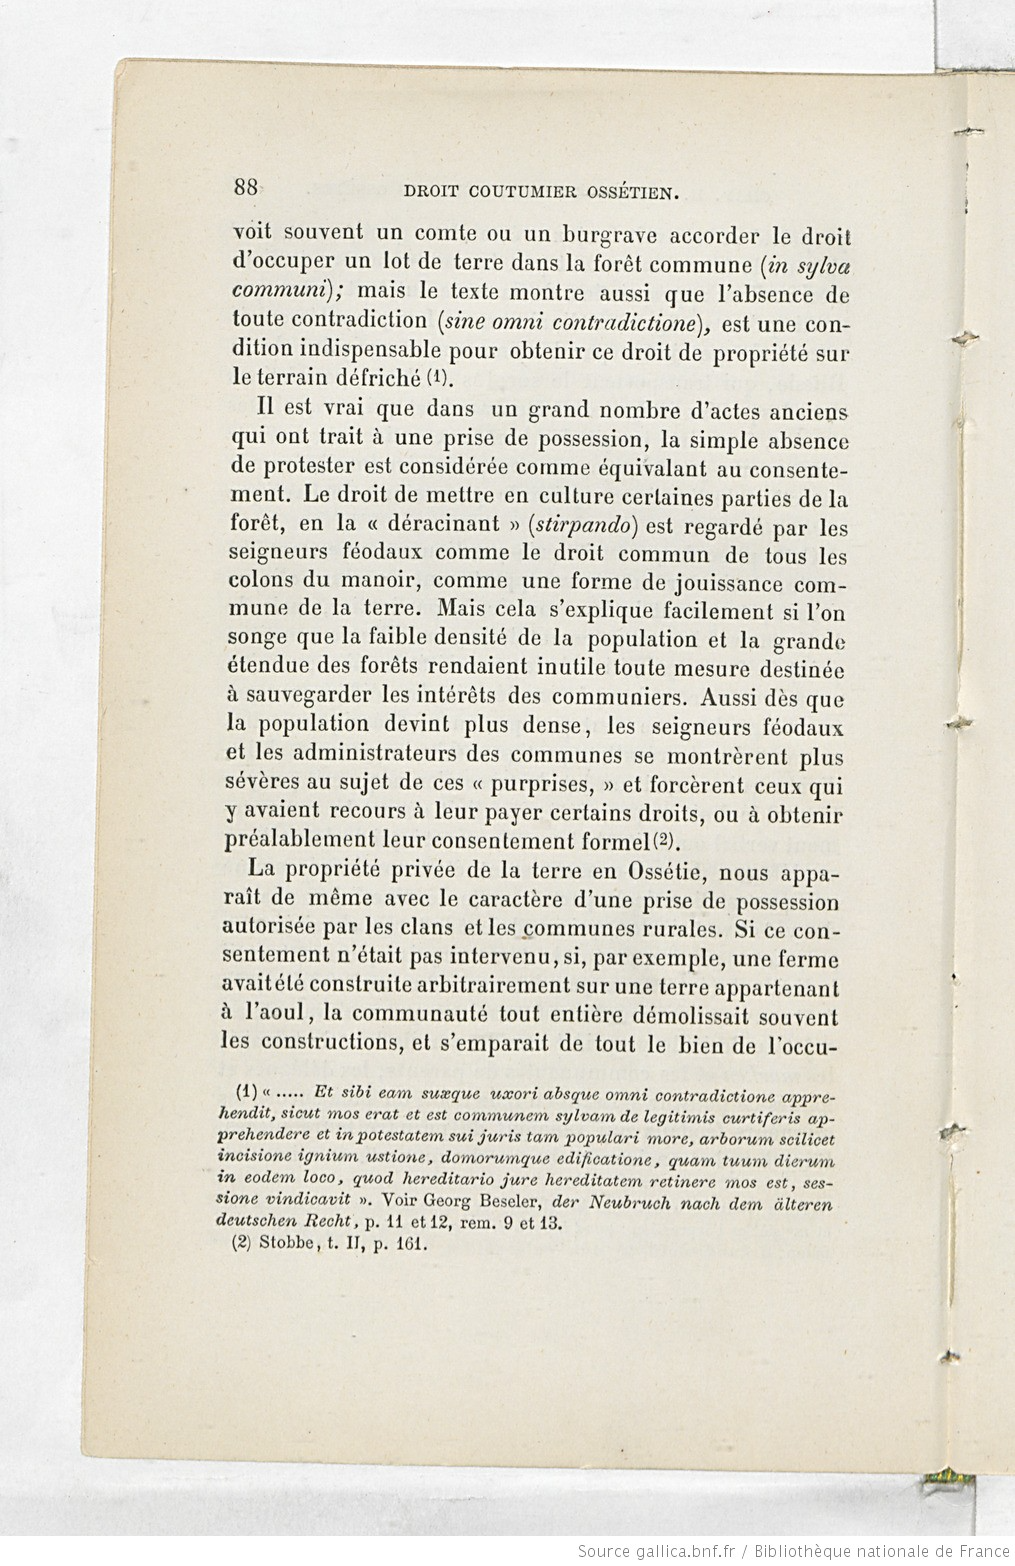 88 DROIT COUTUMIER OSSÉTIEN.
voit souvent un comte ou un burgrave accorder le droit
d'occuper un lot de terre dans la forêt commune (in sylva
communi); mais le texte montre aussi que l'absence de
toute contradiction (sine omni contradictione), est une con-
dition indispensable pour obtenir ce droit de propriété sur
le terrain défriché (1).
Il est vrai que dans un grand nombre d'actes anciens
qui ont trait à une prise de possession, la simple absence
de protester est considérée comme équivalant au consente-
ment. Le droit de mettre en culture certaines parties de la
forêt, en la « déracinant » (stirpando) est regardé par les
seigneurs féodaux comme le droit commun de tous les
colons du manoir, comme une forme de jouissance com-
mune de la terre. Mais cela s'explique facilement si l'on
songe que la faible densité de la population et la grande
étendue des forêts rendaient inutile toute mesure destinée
à sauvegarder les intérêts des communiers. Aussi dès que
la population devint plus dense, les seigneurs féodaux
et les administrateurs des communes se montrèrent plus
sévères au sujet de ces « purprises, » et forcèrent ceux qui
y avaient recours à leur payer certains droits, ou à obtenir
préalablement leur consentement formel (2).
La propriété privée de la terre en Ossétie, nous appa-
raît de même avec le caractère d'une prise de possession
autorisée par les clans et les communes rurales. Si ce con-
sentement n'était pas intervenu, si, par exemple, une ferme
avait été construite arbitrairement sur une terre appartenant
à l'aoul, la communauté tout entière démolissait souvent
les constructions, et s'emparait de tout le bien de l'occu-
(1) « ..... Et sibi eam suæque uxori absque omni contradictione appre-
hendit, sicut mos erat et est communem sylvam de legitimis curtiferis ap-
prehendere et in potestatem sui juris tam populari more, arborum scilicet
incisione ignium ustione, domorumque edificatione, quam tuum dierum
in eodem loco, quod hereditario jure hereditatem retinere mos est, ses-
sione vindicavit ». Voir Georg Beseler, der Neubruch nach dem älteren
deutschen Recht, p. 11 et 12, rem. 9 et 13.
(2) Stobbe, t. II, p. 161.
Source gallica.bnf.fr / Bibliothèque nationale de France